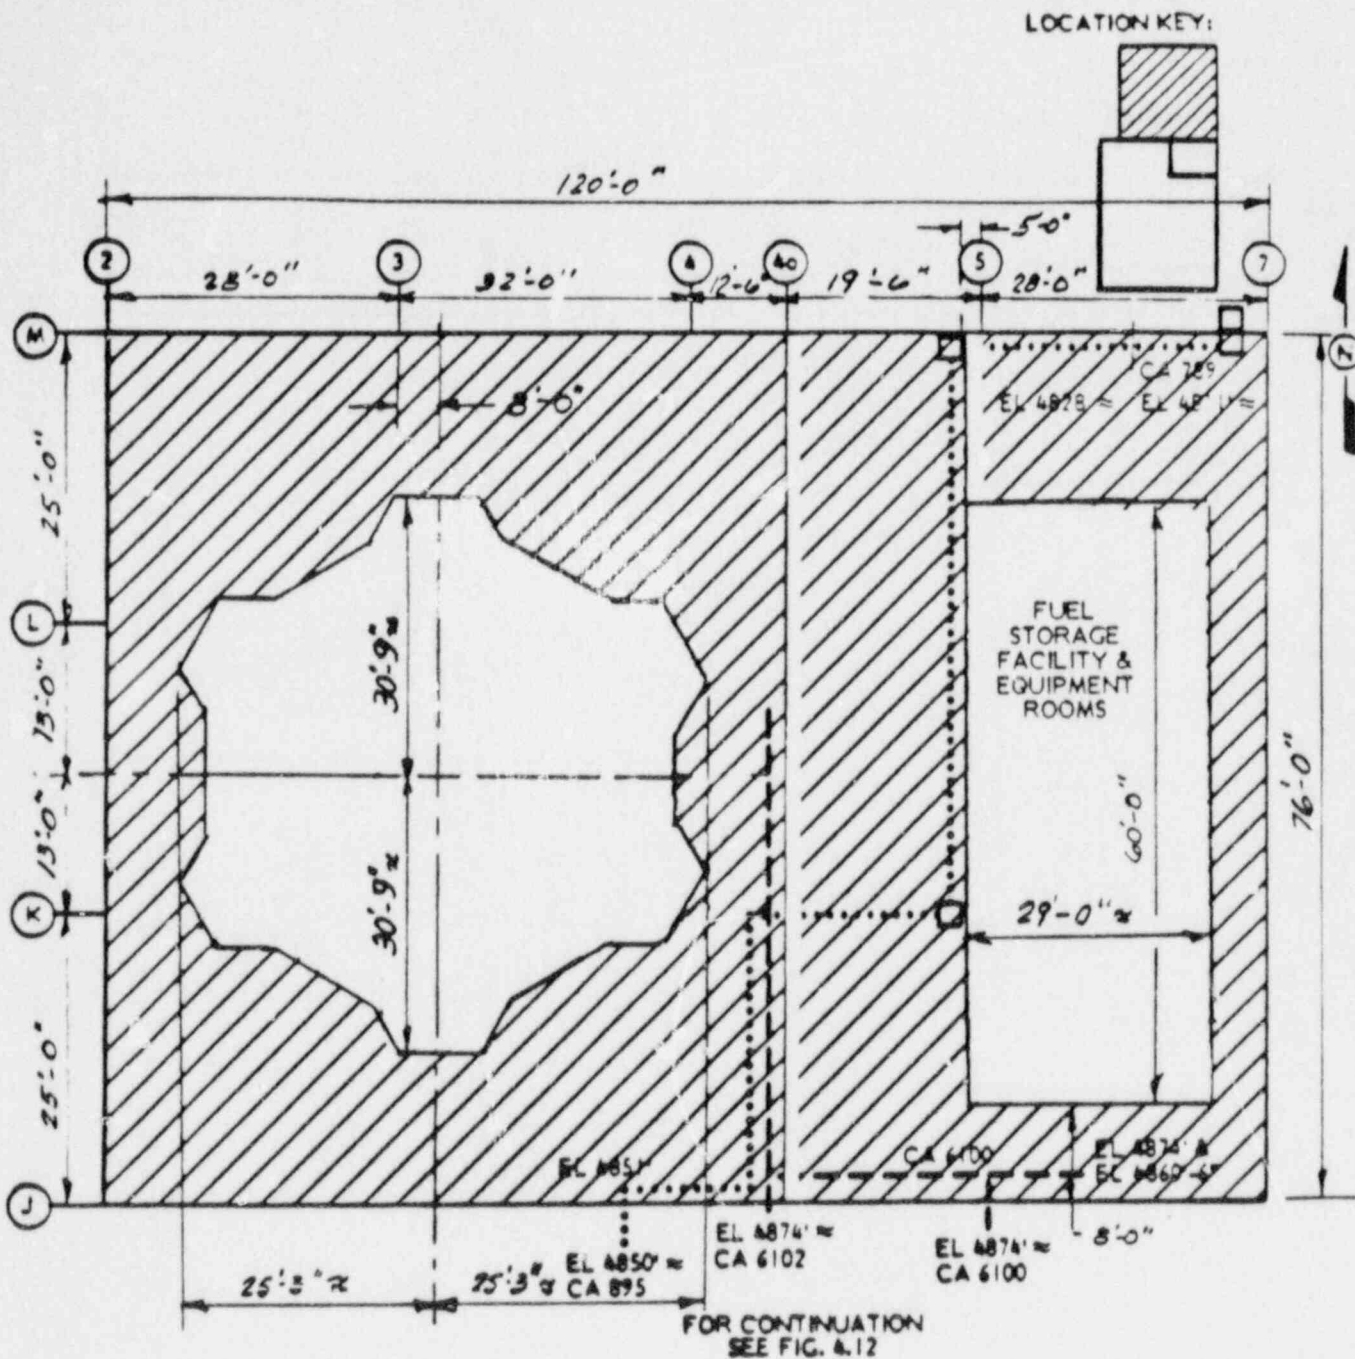 LOCATION KEY:
120'-0"
5'-0"
2
3
4
5
7
28'-0"
32'-0"
12'-6"
19'-6"
28'-0"
M
8'-0"
CA 789
EL 4828 ≈
25'-0"
L
30'-9" ≈
FUEL
STORAGE
FACILITY &
EQUIPMENT
ROOMS
13'-0"
76'-0"
60'-0"
13'-0"
30'-9" ≈
K
29'-0" ≈
25'-0"
EL 4851'
CA 6100
EL 4874' &
EL 4860'-6"
J
EL 4874' ≈
CA 6102
EL 4874' ≈
CA 6100
8'-0"
EL 4850' ≈
CA 895
25'-3" ≈
25'-3" ≈
FOR CONTINUATION
SEE FIG. 4.12